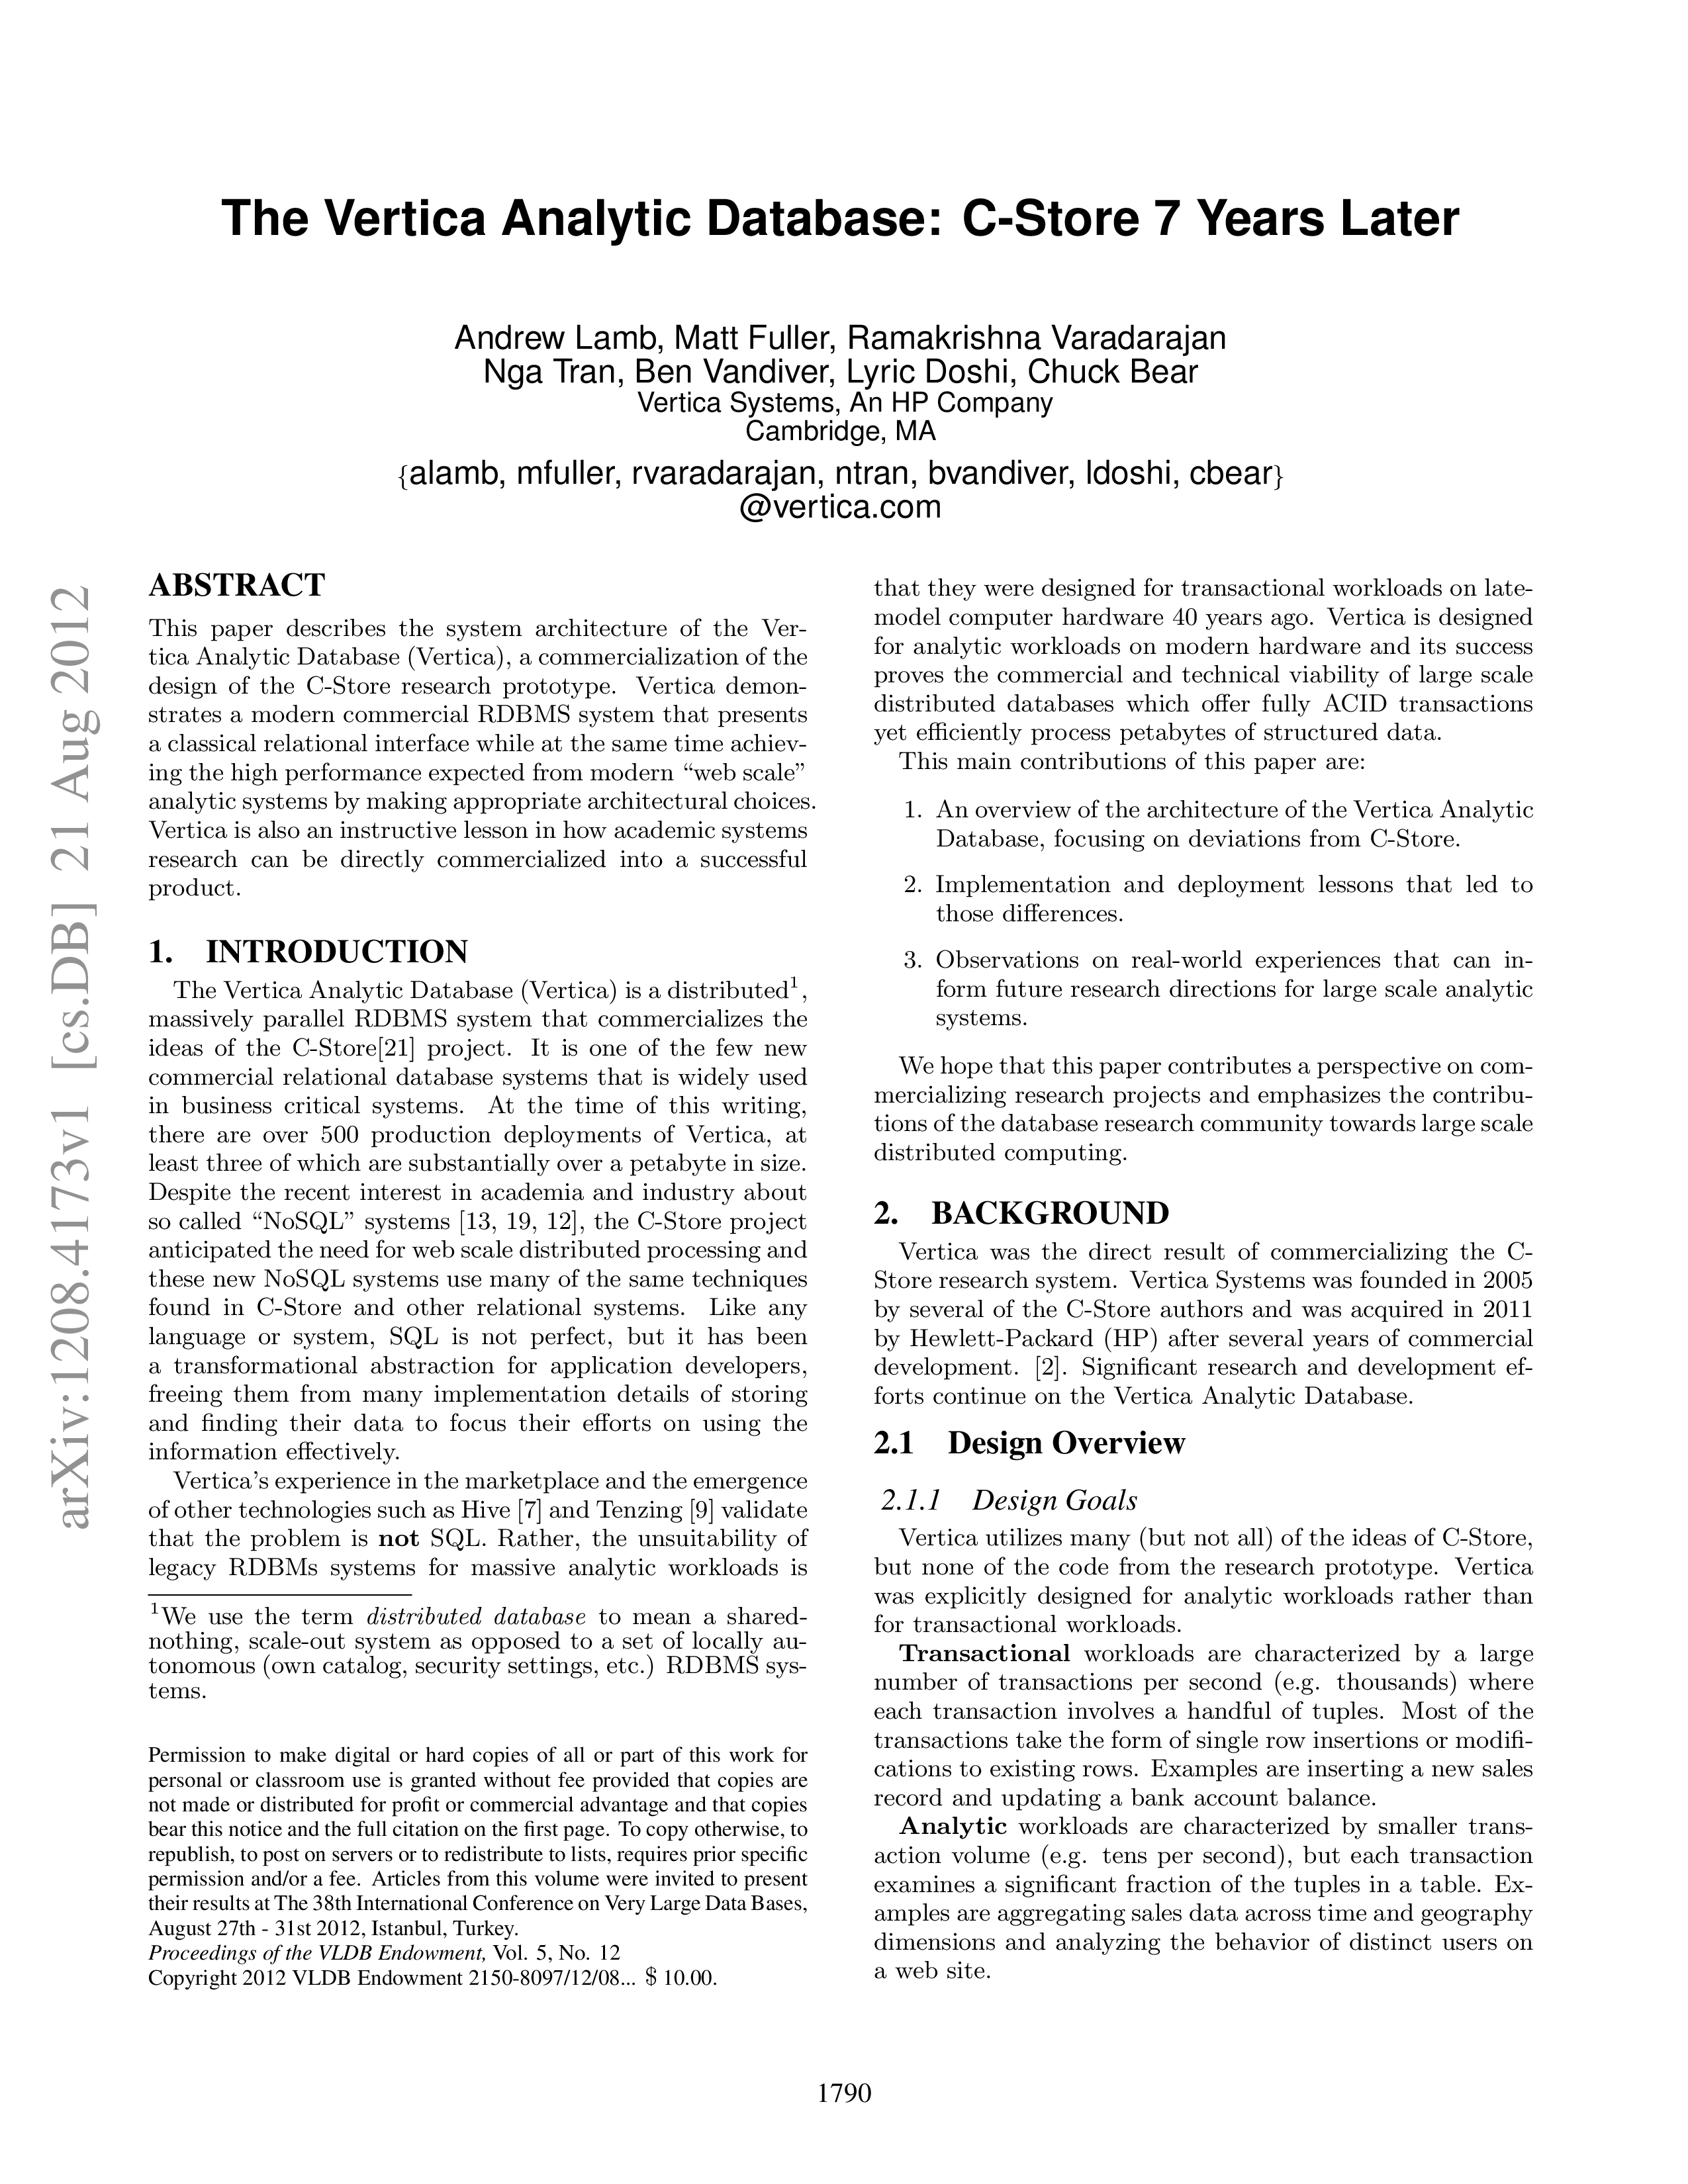 The Vertica Analytic Database: C-Store 7 Years Later
Andrew Lamb, Matt Fuller, Ramakrishna Varadarajan
Nga Tran, Ben Vandiver, Lyric Doshi, Chuck Bear
Vertica Systems, An HP Company
Cambridge, MA
{alamb, mfuller, rvaradarajan, ntran, bvandiver, ldoshi, cbear}
@vertica.com
arXiv:1208.4173v1 [cs.DB] 21 Aug 2012
ABSTRACT
This paper describes the system architecture of the Ver-
tica Analytic Database (Vertica), a commercialization of the
design of the C-Store research prototype. Vertica demon-
strates a modern commercial RDBMS system that presents
a classical relational interface while at the same time achiev-
ing the high performance expected from modern “web scale”
analytic systems by making appropriate architectural choices.
Vertica is also an instructive lesson in how academic systems
research can be directly commercialized into a successful
product.
1. INTRODUCTION
The Vertica Analytic Database (Vertica) is a distributed1,
massively parallel RDBMS system that commercializes the
ideas of the C-Store[21] project. It is one of the few new
commercial relational database systems that is widely used
in business critical systems. At the time of this writing,
there are over 500 production deployments of Vertica, at
least three of which are substantially over a petabyte in size.
Despite the recent interest in academia and industry about
so called “NoSQL” systems [13, 19, 12], the C-Store project
anticipated the need for web scale distributed processing and
these new NoSQL systems use many of the same techniques
found in C-Store and other relational systems. Like any
language or system, SQL is not perfect, but it has been
a transformational abstraction for application developers,
freeing them from many implementation details of storing
and finding their data to focus their efforts on using the
information effectively.
Vertica’s experience in the marketplace and the emergence
of other technologies such as Hive [7] and Tenzing [9] validate
that the problem is not SQL. Rather, the unsuitability of
legacy RDBMs systems for massive analytic workloads is
1We use the term distributed database to mean a shared-
nothing, scale-out system as opposed to a set of locally au-
tonomous (own catalog, security settings, etc.) RDBMS sys-
tems.
Permission to make digital or hard copies of all or part of this work for
personal or classroom use is granted without fee provided that copies are
not made or distributed for profit or commercial advantage and that copies
bear this notice and the full citation on the first page. To copy otherwise, to
republish, to post on servers or to redistribute to lists, requires prior specific
permission and/or a fee. Articles from this volume were invited to present
their results at The 38th International Conference on Very Large Data Bases,
August 27th - 31st 2012, Istanbul, Turkey.
Proceedings of the VLDB Endowment, Vol. 5, No. 12
Copyright 2012 VLDB Endowment 2150-8097/12/08... $ 10.00.
that they were designed for transactional workloads on late-
model computer hardware 40 years ago. Vertica is designed
for analytic workloads on modern hardware and its success
proves the commercial and technical viability of large scale
distributed databases which offer fully ACID transactions
yet efficiently process petabytes of structured data.
This main contributions of this paper are:
1. An overview of the architecture of the Vertica Analytic
Database, focusing on deviations from C-Store.
2. Implementation and deployment lessons that led to
those differences.
3. Observations on real-world experiences that can in-
form future research directions for large scale analytic
systems.
We hope that this paper contributes a perspective on com-
mercializing research projects and emphasizes the contribu-
tions of the database research community towards large scale
distributed computing.
2. BACKGROUND
Vertica was the direct result of commercializing the C-
Store research system. Vertica Systems was founded in 2005
by several of the C-Store authors and was acquired in 2011
by Hewlett-Packard (HP) after several years of commercial
development. [2]. Significant research and development ef-
forts continue on the Vertica Analytic Database.
2.1 Design Overview
2.1.1 Design Goals
Vertica utilizes many (but not all) of the ideas of C-Store,
but none of the code from the research prototype. Vertica
was explicitly designed for analytic workloads rather than
for transactional workloads.
Transactional workloads are characterized by a large
number of transactions per second (e.g. thousands) where
each transaction involves a handful of tuples. Most of the
transactions take the form of single row insertions or modifi-
cations to existing rows. Examples are inserting a new sales
record and updating a bank account balance.
Analytic workloads are characterized by smaller trans-
action volume (e.g. tens per second), but each transaction
examines a significant fraction of the tuples in a table. Ex-
amples are aggregating sales data across time and geography
dimensions and analyzing the behavior of distinct users on
a web site.
1790